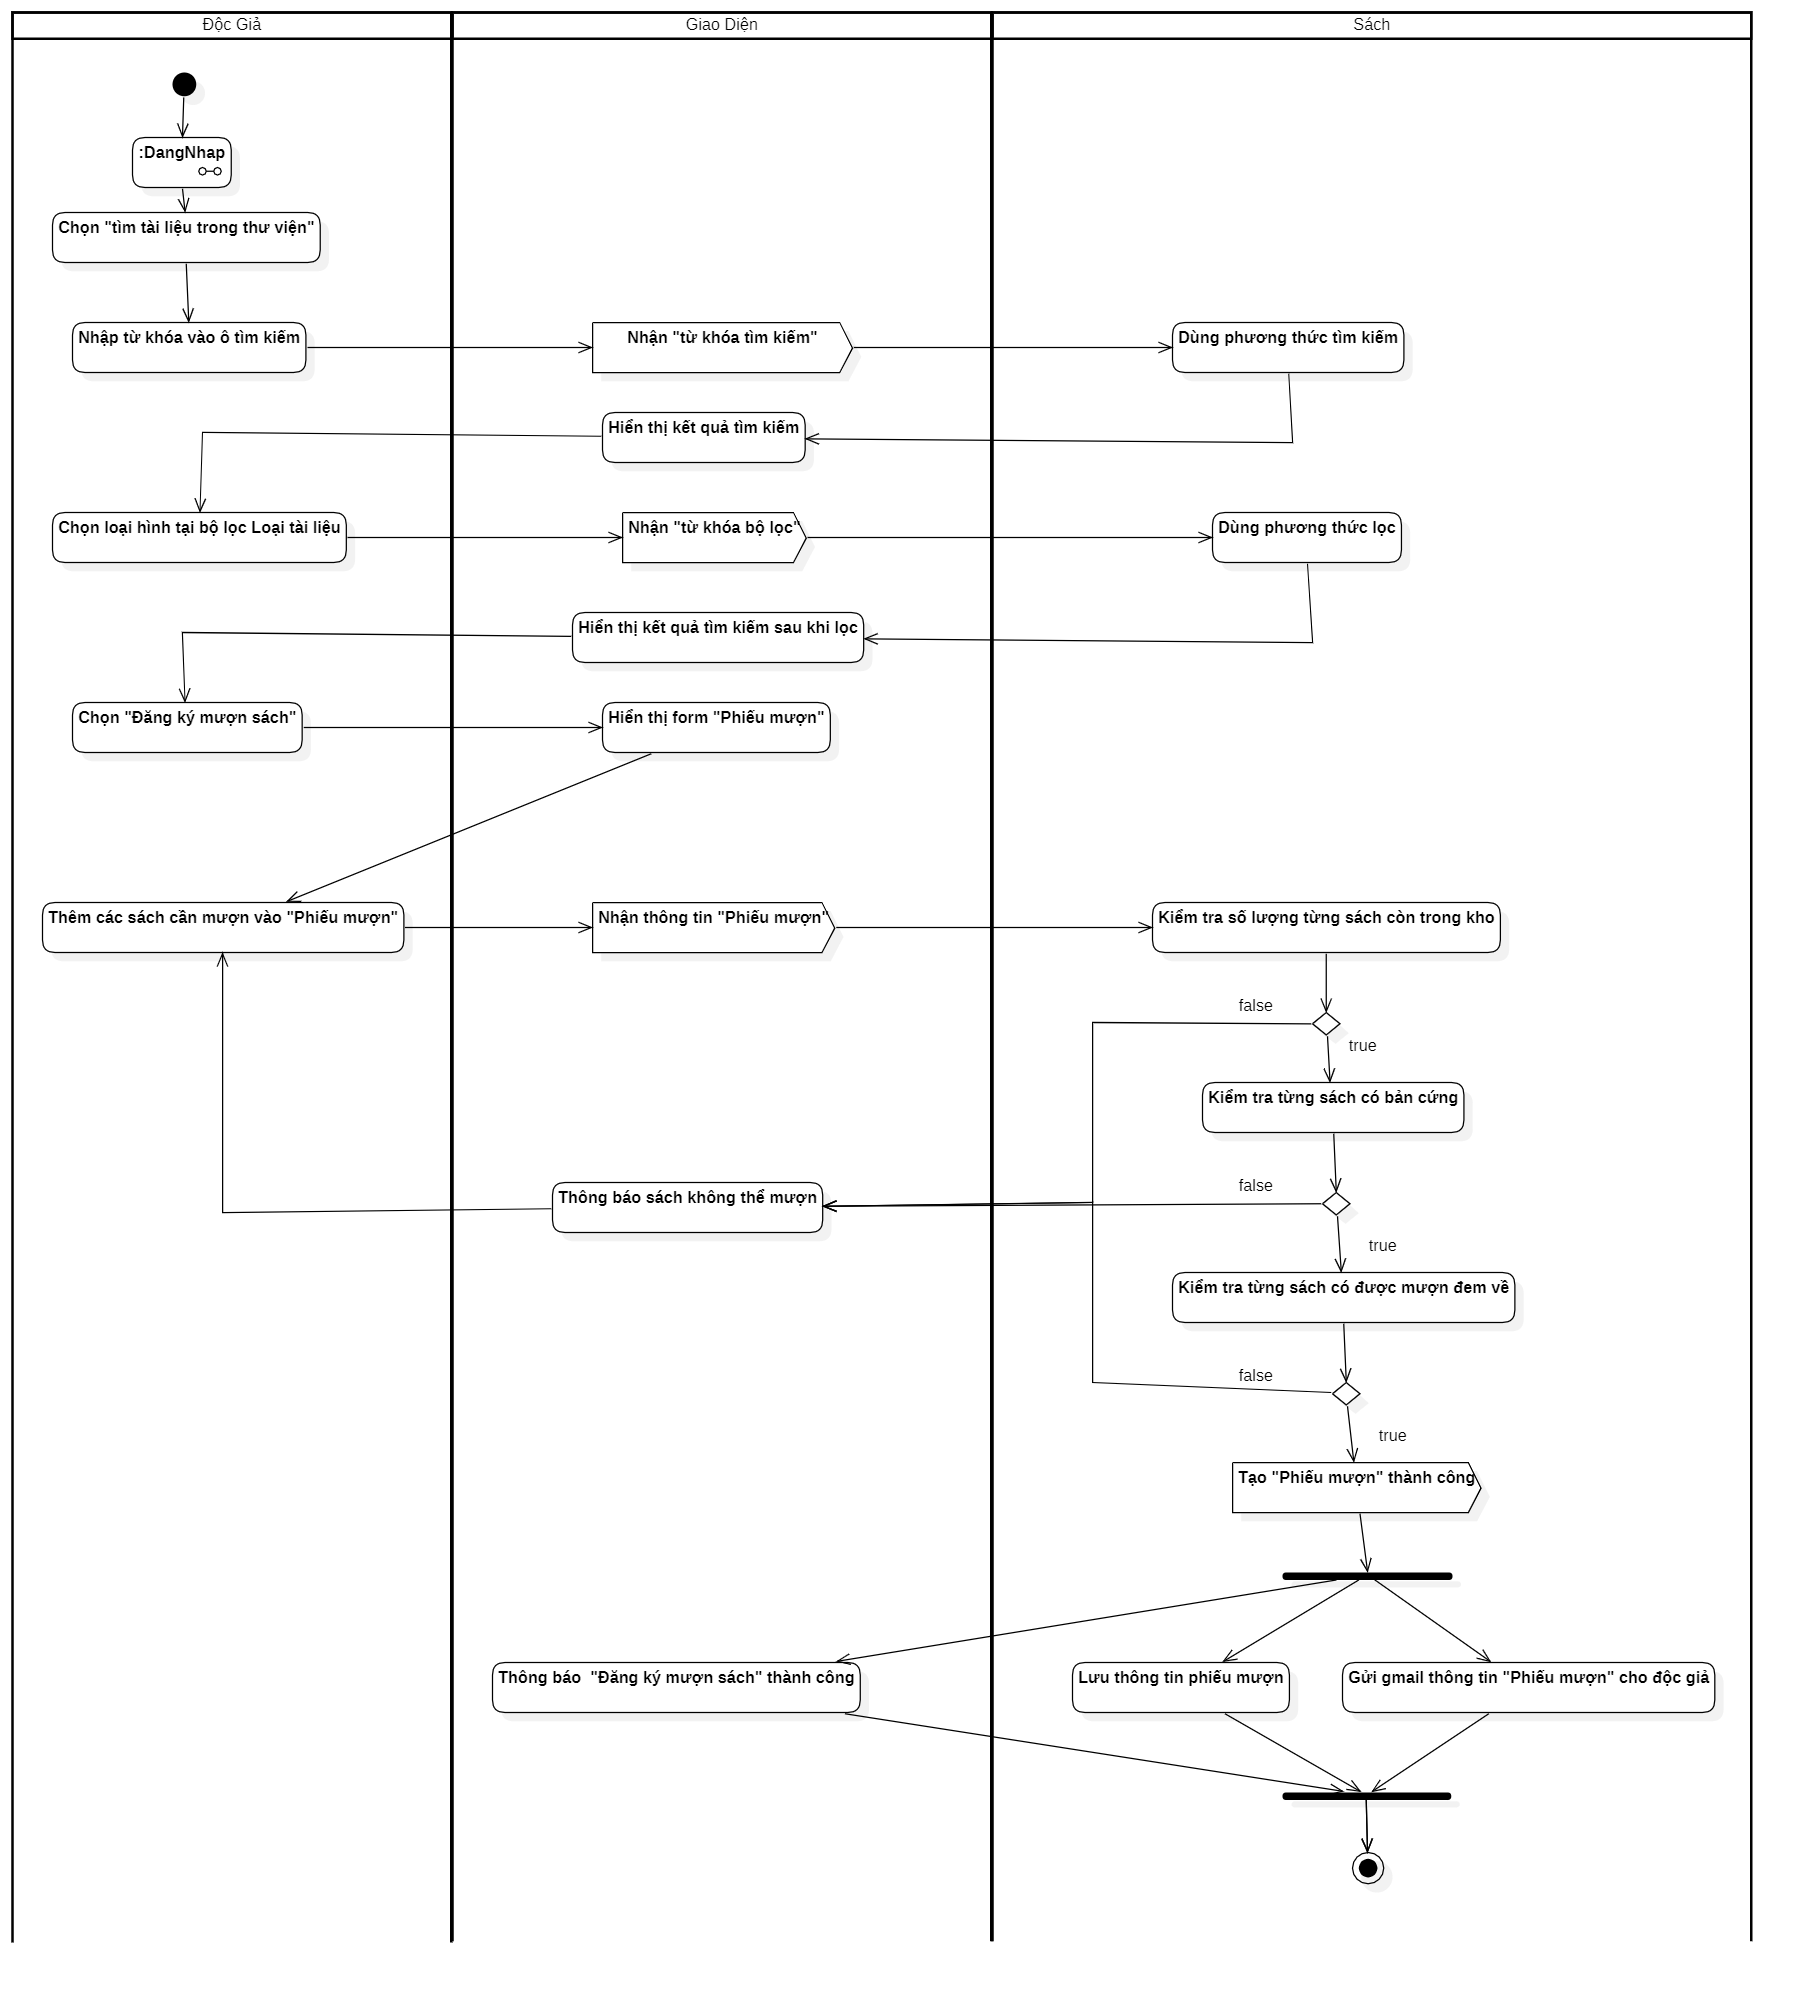 Độc Giả
Giao Diện
Sách
:DangNhap
Chọn "tìm tài liệu trong thư viện"
Nhập từ khóa vào ô tìm kiếm
Nhận "từ khóa tìm kiếm"
Dùng phương thức tìm kiếm
Hiển thị kết quả tìm kiếm
Chọn loại hình tại bộ lọc Loại tài liệu
Nhận "từ khóa bộ lọc"
Dùng phương thức lọc
Hiển thị kết quả tìm kiếm sau khi lọc
Chọn "Đăng ký mượn sách"
Hiển thị form "Phiếu mượn"
Thêm các sách cần mượn vào "Phiếu mượn"
Nhận thông tin "Phiếu mượn"
Kiểm tra số lượng từng sách còn trong kho
false
true
Kiểm tra từng sách có bản cứng
false
Thông báo sách không thể mượn
true
Kiểm tra từng sách có được mượn đem về
false
true
Tạo "Phiếu mượn" thành công
Thông báo  "Đăng ký mượn sách" thành công
Lưu thông tin phiếu mượn
Gửi gmail thông tin "Phiếu mượn" cho độc giả